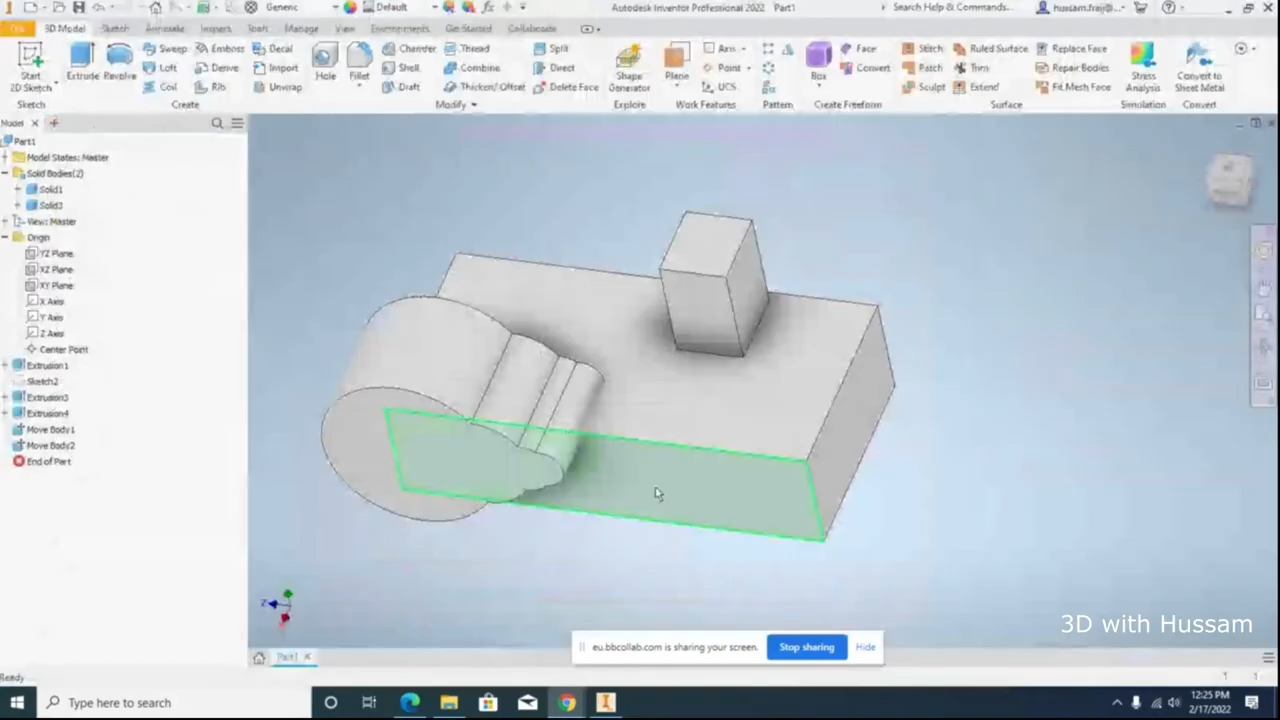 Generic
Default
Autodesk Inventor Professional 2022 Part1
Search Help & Commands...
hussam.fraij@...
File 3D Model Sketch Annotate Inspect Tools Manage View Environments Get Started Collaborate
Start 2D Sketch
Extrude
Revolve
Sweep
Loft
Coil
Emboss
Derive
Rib
Decal
Import
Unwrap
Hole
Fillet
Chamfer
Shell
Draft
Thread
Combine
Thicken/ Offset
Split
Direct
Delete Face
Shape Generator
Plane
Axis
Point
UCS
Box
Face
Convert
Stitch
Patch
Sculpt
Ruled Surface
Trim
Extend
Replace Face
Repair Bodies
Fit Mesh Face
Stress Analysis
Convert to Sheet Metal
Sketch Create Modify Explore Work Features Pattern Create Freeform Surface Simulation Convert
Model
Part1
Model States: Master
Solid Bodies(2)
Solid1
Solid3
View: Master
Origin
YZ Plane
XZ Plane
XY Plane
X Axis
Y Axis
Z Axis
Center Point
Extrusion1
Sketch2
Extrusion3
Extrusion4
Move Body1
Move Body2
End of Part
Z
3D with Hussam
eu.bbcollab.com is sharing your screen.
Stop sharing
Hide
Part1
Ready
1 1
Type here to search
12:25 PM
2/17/2022